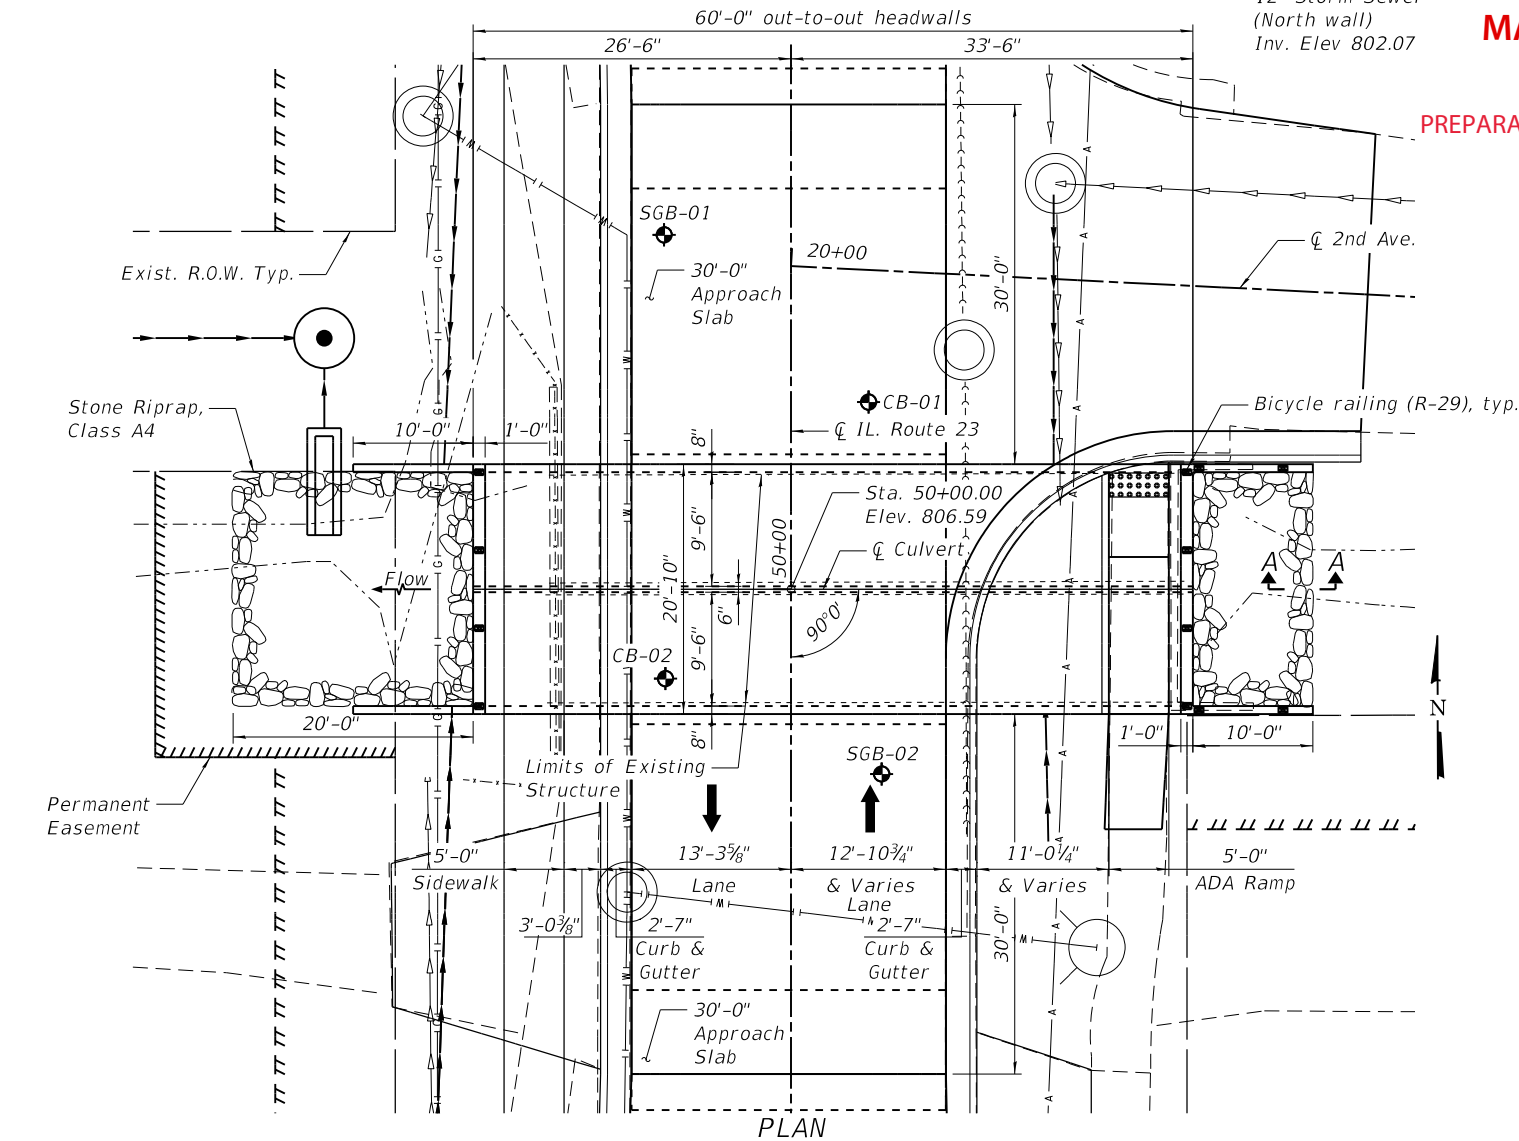 60'-0" out-to-out headwalls
26'-6"
33'-6"
(North wall)
Inv. Elev 802.07
PREPARA
SGB-01
20+00
℄ 2nd Ave.
Exist. R.O.W. Typ.
30'-0"
Approach
Slab
30'-0"
Stone Riprap,
Class A4
10'-0"
1'-0"
8"
CB-01
℄ IL. Route 23
Bicycle railing (R-29), typ.
Sta. 50+00.00
Elev. 806.59
9'-6"
50+00
℄ Culvert
20'-10"
Flow
A
A
6"
90°0'
9'-6"
CB-02
20'-0"
8"
1'-0"
10'-0"
N
SGB-02
Limits of Existing
Structure
Permanent
Easement
5'-0"
Sidewalk
13'-3⅝"
Lane
12'-10¾"
& Varies
Lane
11'-0¼"
& Varies
5'-0"
ADA Ramp
3'-0⅜"
2'-7"
Curb &
Gutter
2'-7"
Curb &
Gutter
30'-0"
30'-0"
Approach
Slab
PLAN